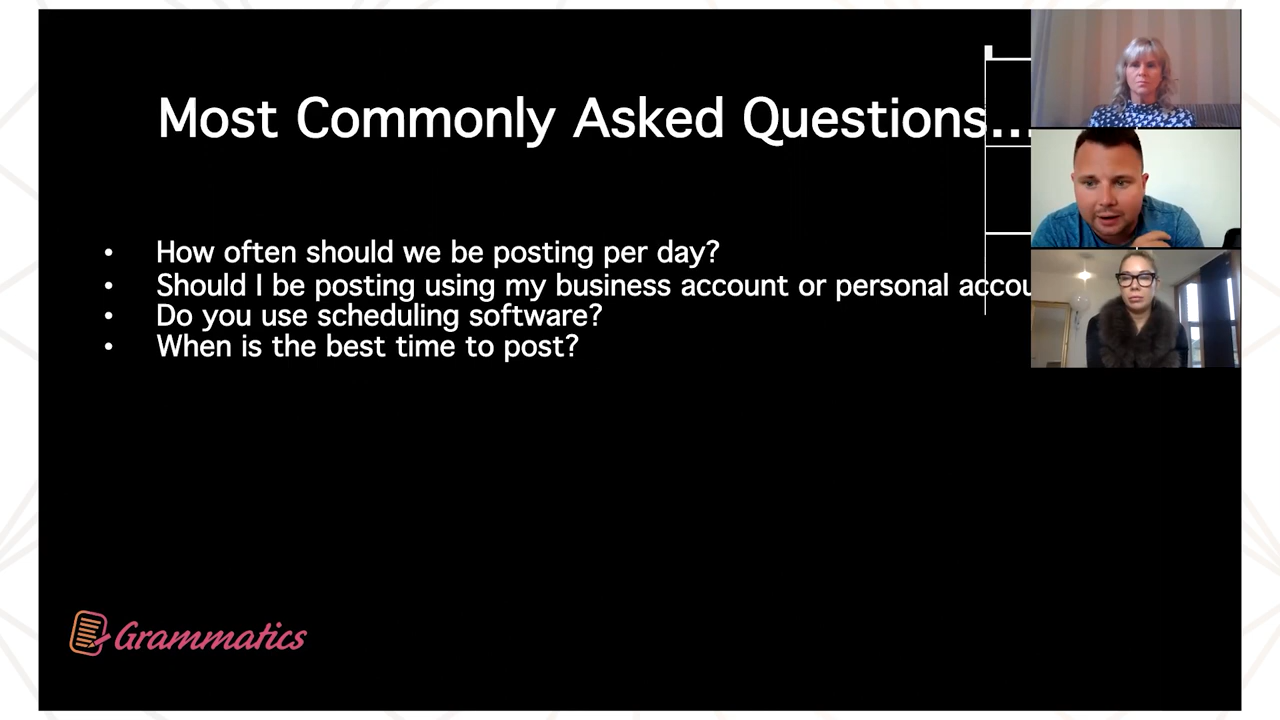 Most Commonly Asked Questions...
• How often should we be posting per day?
• Should I be posting using my business account or personal
• Do you use scheduling software?
• When is the best time to post?
Grammatics